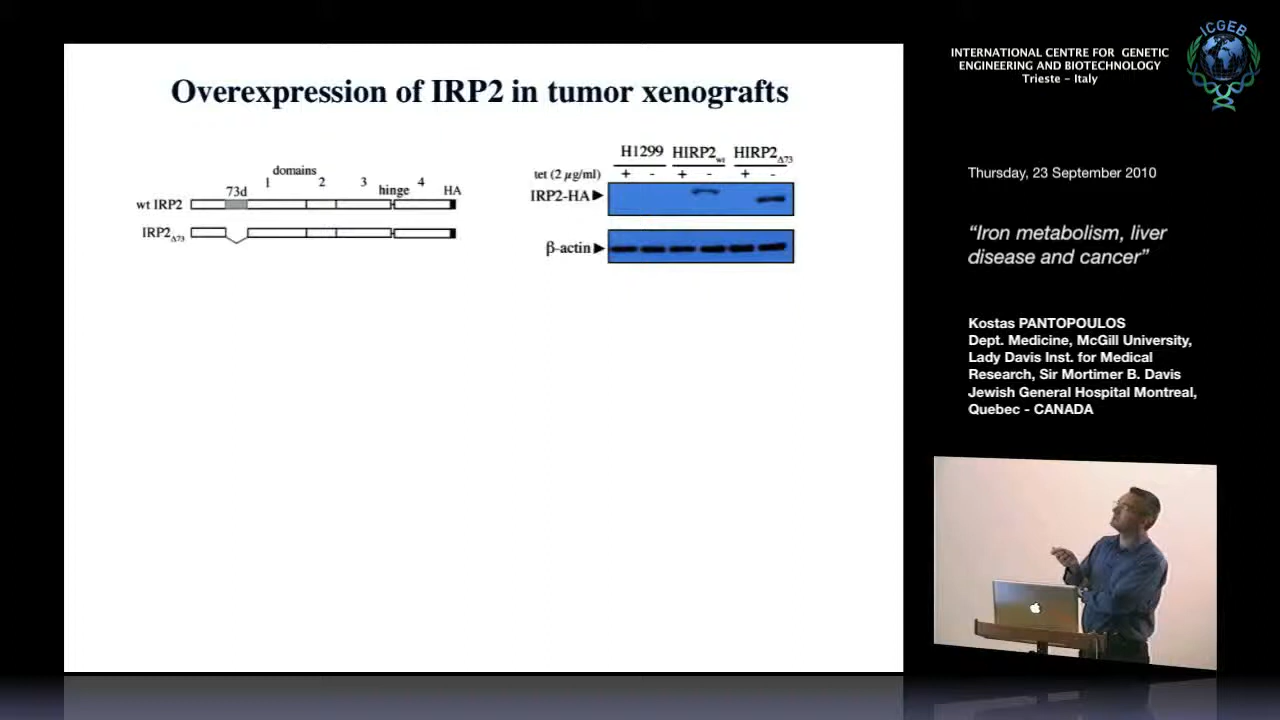 Overexpression of IRP2 in tumor xenografts
domains
73d 1 2 3 hinge 4 HA
wt IRP2
IRP2Δ73
H1299 HIRP2wt HIRP2Δ73
tet (2 µg/ml) + - + - + -
IRP2-HA
β-actin
INTERNATIONAL CENTRE FOR GENETIC
ENGINEERING AND BIOTECHNOLOGY
Trieste - Italy
ICGEB
Thursday, 23 September 2010
“Iron metabolism, liver
disease and cancer”
Kostas PANTOPOULOS
Dept. Medicine, McGill University,
Lady Davis Inst. for Medical
Research, Sir Mortimer B. Davis
Jewish General Hospital Montreal,
Quebec - CANADA